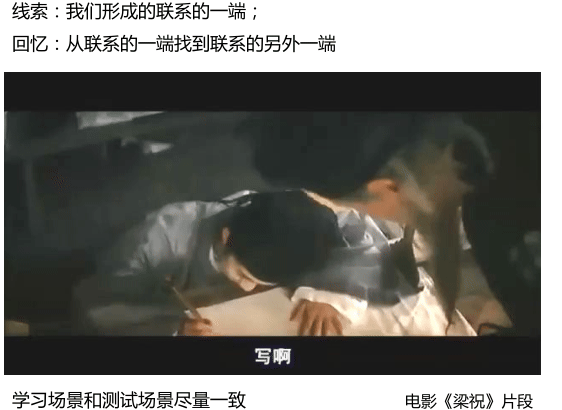 线索：我们形成的联系的一端；
回忆：从联系的一端找到联系的另外一端
写啊
学习场景和测试场景尽量一致
电影《梁祝》片段